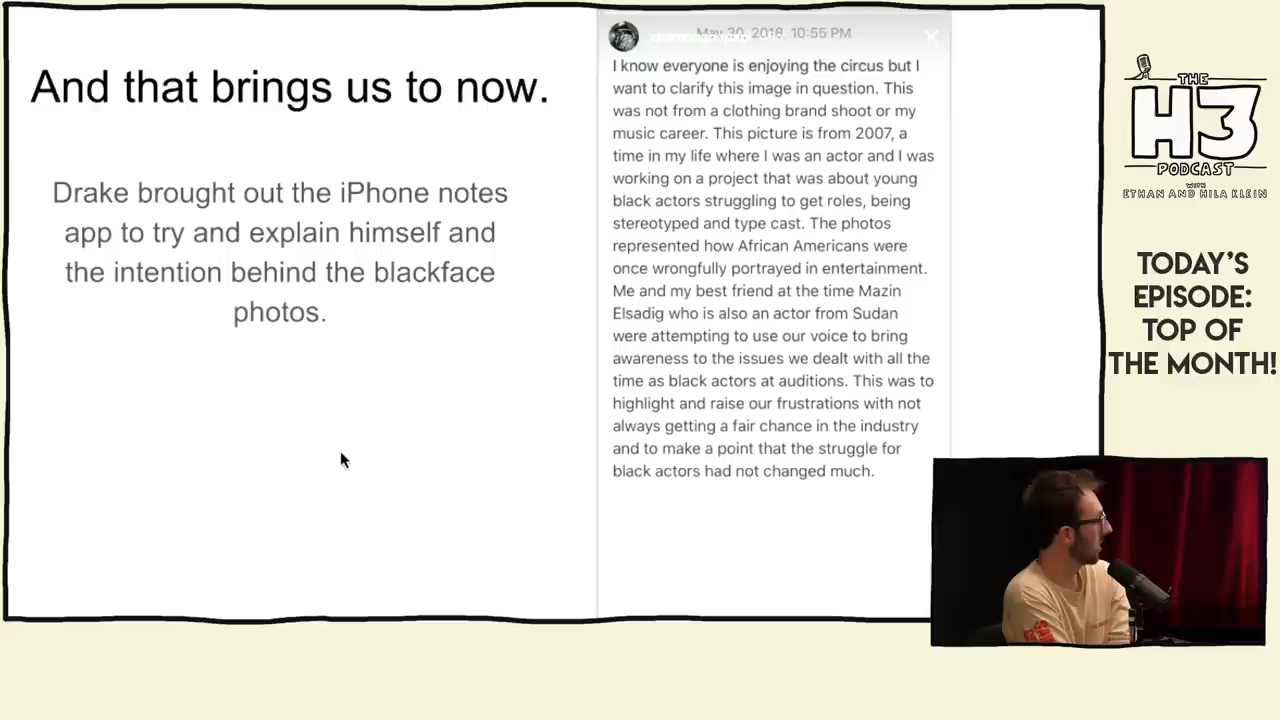 And that brings us to now.
Drake brought out the iPhone notes
app to try and explain himself and
the intention behind the blackface
photos.
May 30, 2018, 10:55 PM
I know everyone is enjoying the circus but I
want to clarify this image in question. This
was not from a clothing brand shoot or my
music career. This picture is from 2007, a
time in my life where I was an actor and I was
working on a project that was about young
black actors struggling to get roles, being
stereotyped and type cast. The photos
represented how African Americans were
once wrongfully portrayed in entertainment.
Me and my best friend at the time Mazin
Elsadig who is also an actor from Sudan
were attempting to use our voice to bring
awareness to the issues we dealt with all the
time as black actors at auditions. This was to
highlight and raise our frustrations with not
always getting a fair chance in the industry
and to make a point that the struggle for
black actors had not changed much.
THE
H3
PODCAST
WITH
ETHAN AND HILA KLEIN
TODAY'S
EPISODE:
TOP OF
THE MONTH!